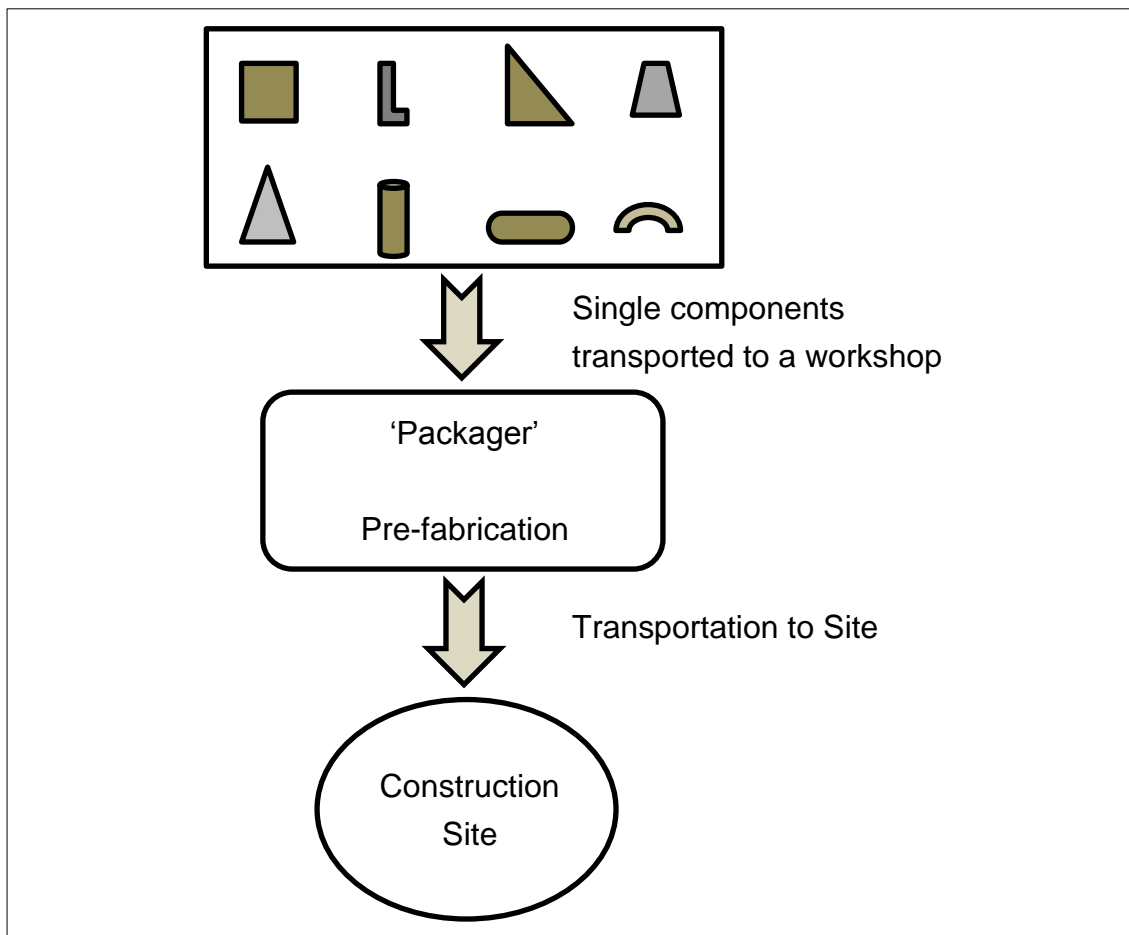 Single components
transported to a workshop
‘Packager’
Pre-fabrication
Transportation to Site
Construction
Site